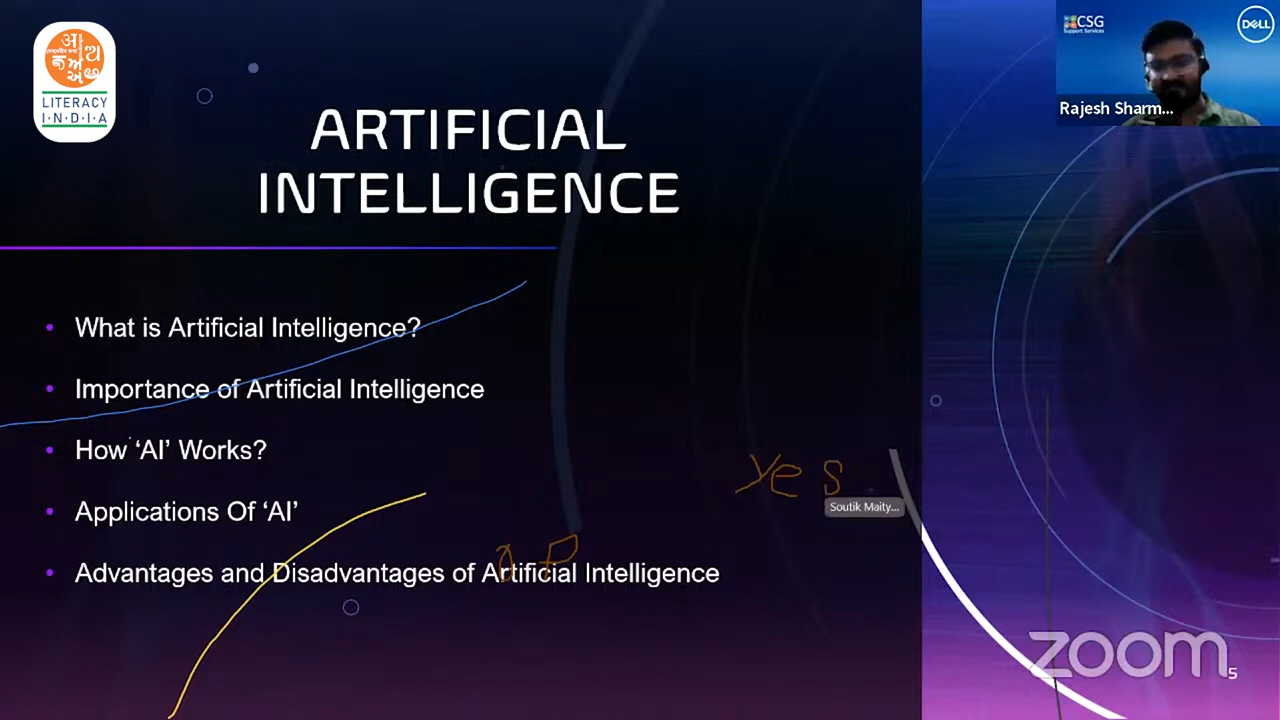 LITERACY
I·N·D·I·A
CSG
Support Services
DELL
Rajesh Sharm...
ARTIFICIAL
INTELLIGENCE
• What is Artificial Intelligence?
• Importance of Artificial Intelligence
• How ‘AI’ Works?
• Applications Of ‘AI’
• Advantages and Disadvantages of Artificial Intelligence
yes
Soutik Maity...
zoom
5